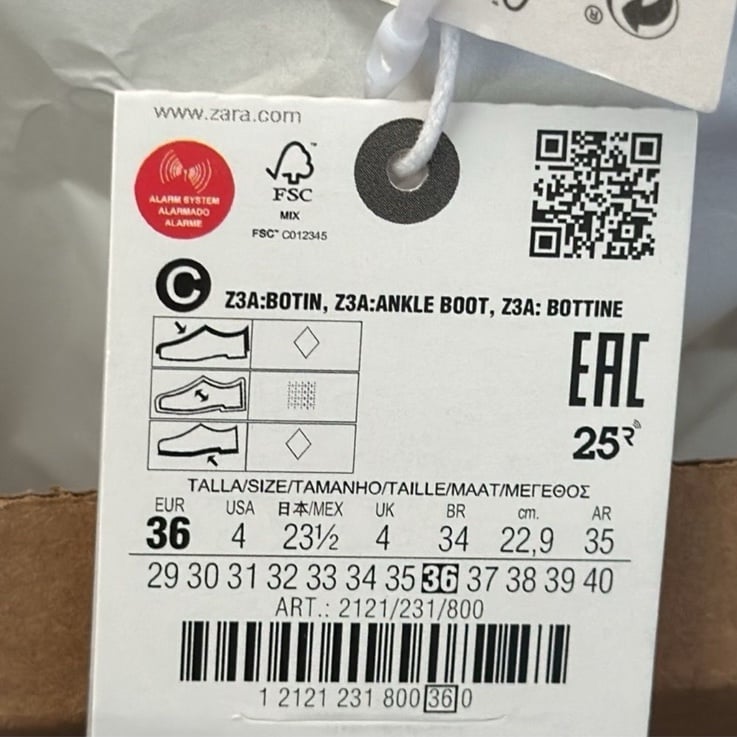 ®
www.zara.com
ALARM SYSTEM
ALARMADO
ALARME
FSC™
MIX
FSC™ C012345
C Z3A:BOTIN, Z3A:ANKLE BOOT, Z3A: BOTTINE
EAC
25
TALLA/SIZE/TAMANHO/TAILLE/MAAT/ΜΕΓΕΘΟΣ
EUR USA 日本/MEX UK BR cm. AR
36 4 23½ 4 34 22,9 35
29 30 31 32 33 34 35 36 37 38 39 40
ART.: 2121/231/800
1 2121 231 800 36 0